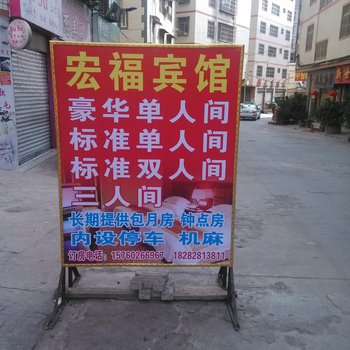 宏福宾馆
豪华单人间
标准单人间
标准双人间
三人间
长期提供包月房 钟点房
内设停车 机麻
订房电话:15760266967 18282813811